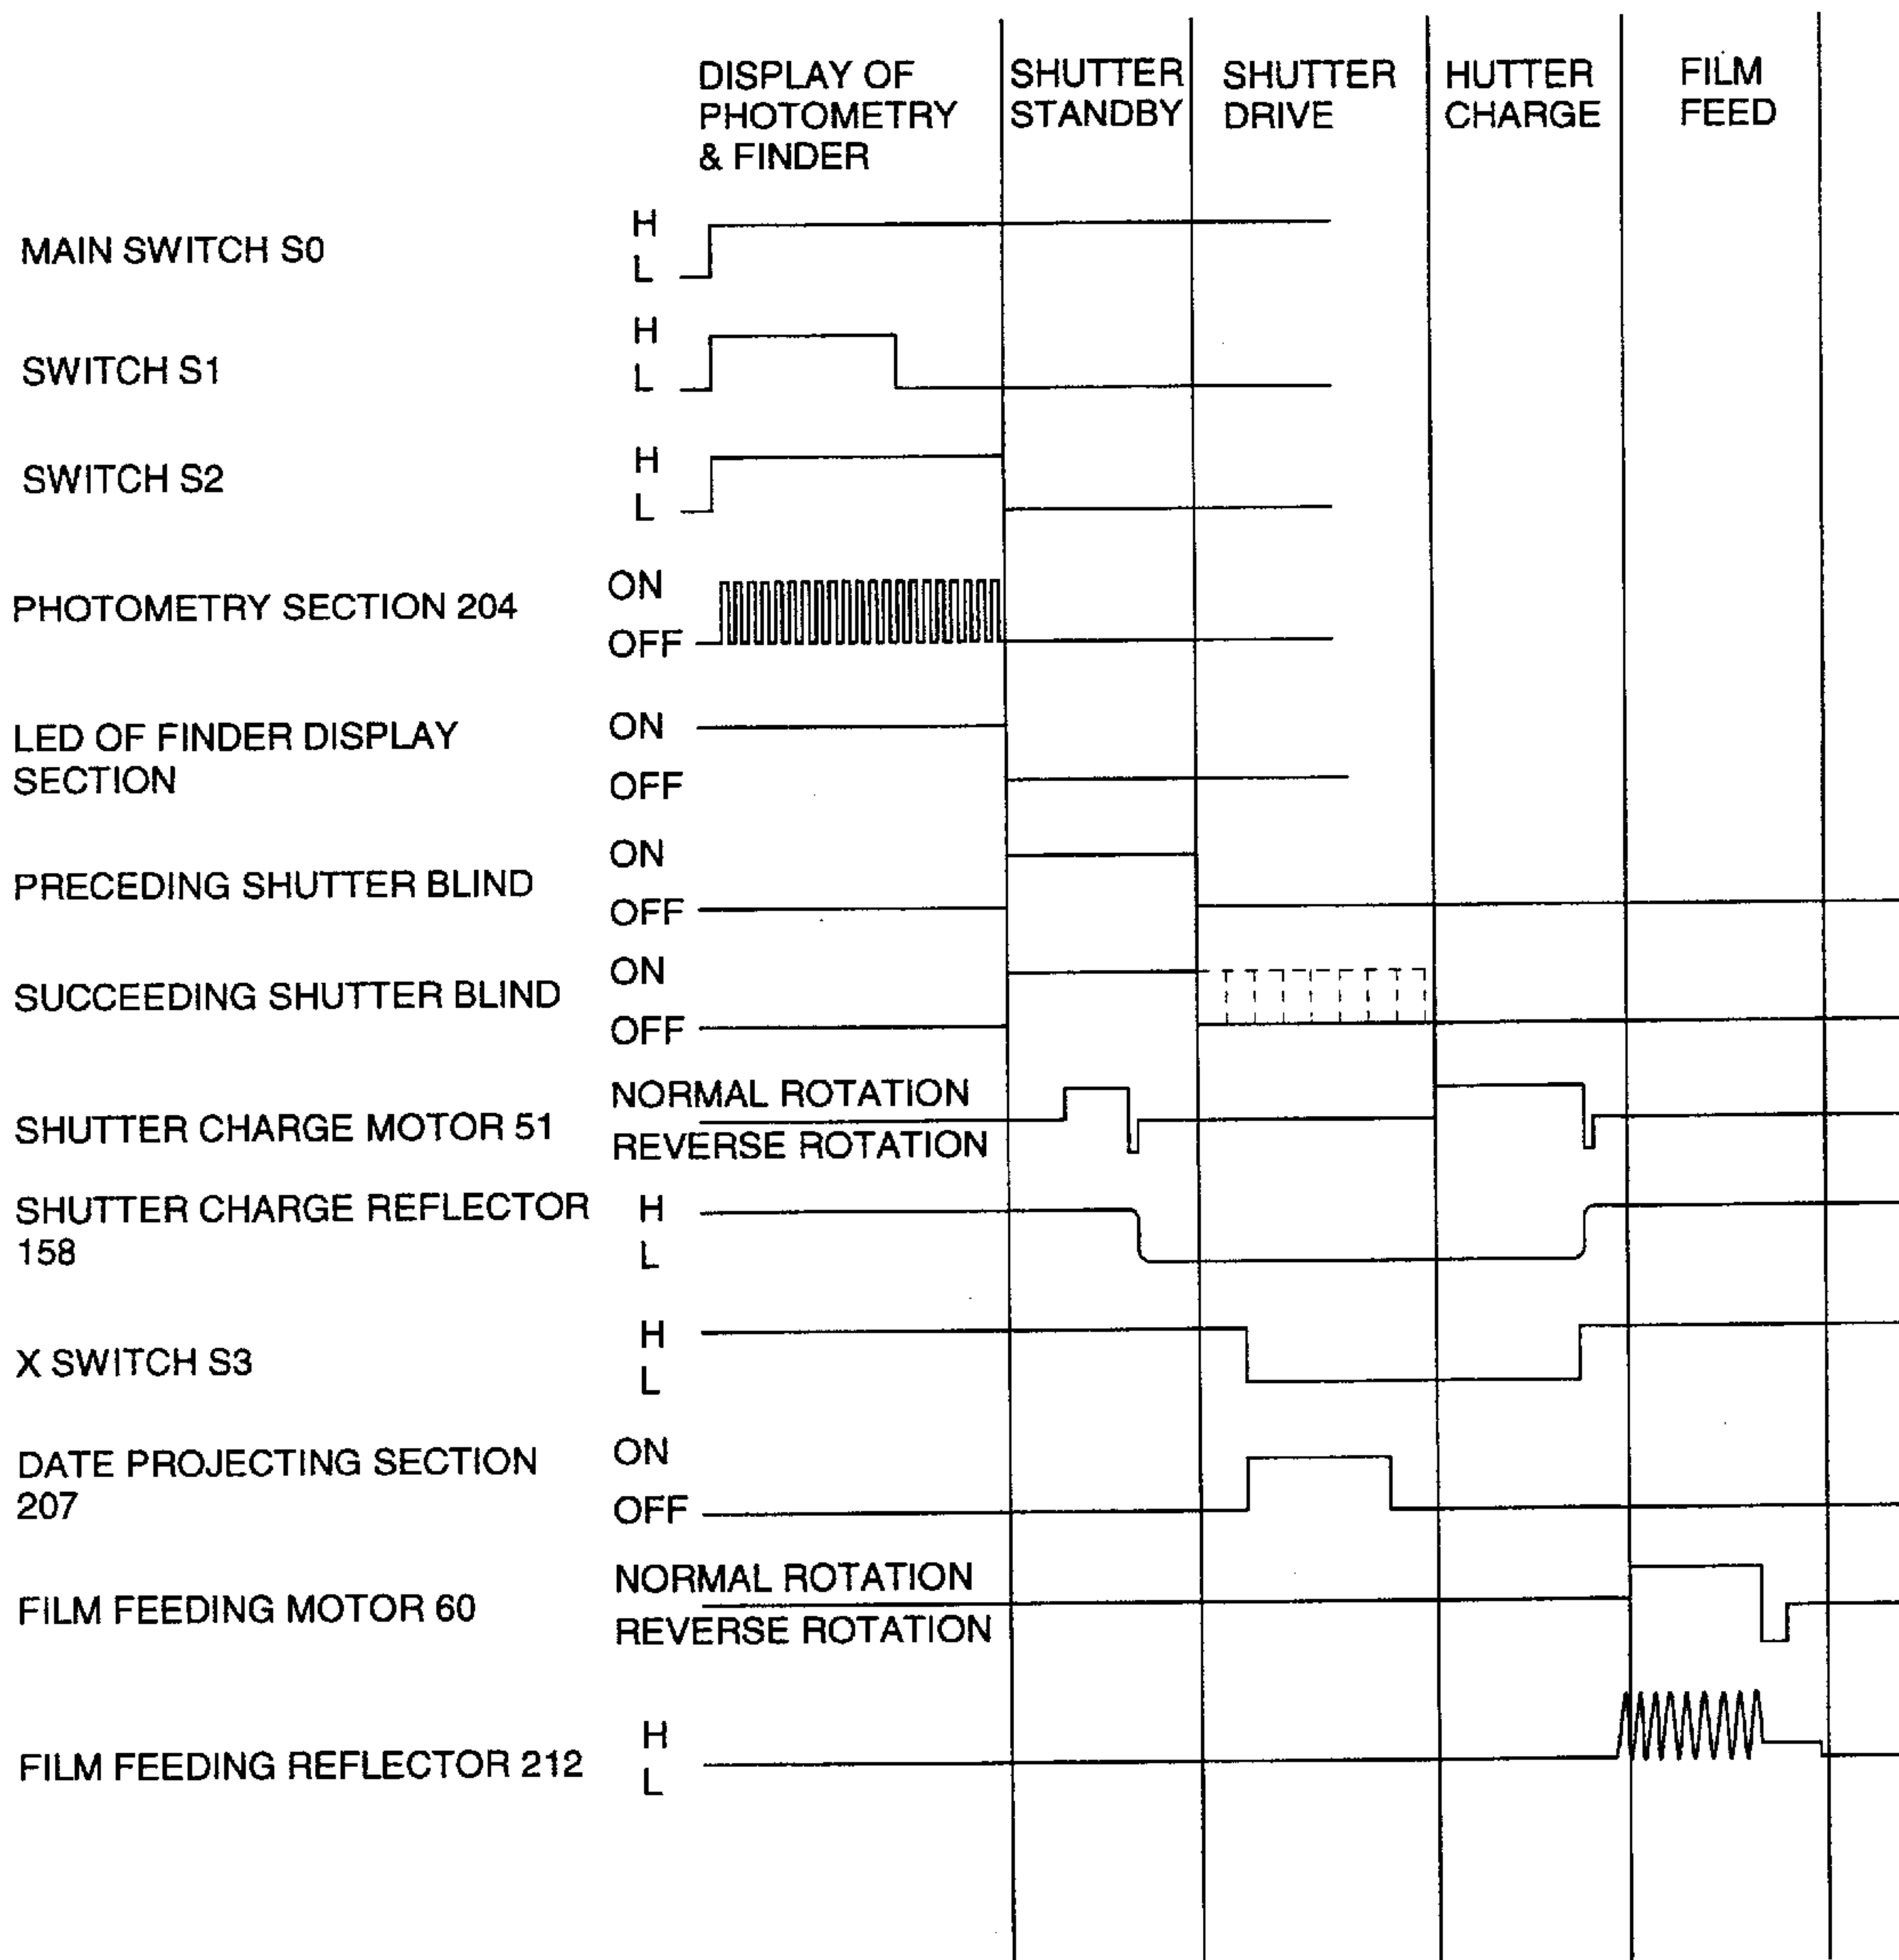 DISPLAY OF
PHOTOMETRY
& FINDER
SHUTTER
STANDBY
SHUTTER
DRIVE
HUTTER
CHARGE
FILM
FEED
MAIN SWITCH S0
H
L
SWITCH S1
H
L
SWITCH S2
H
L
PHOTOMETRY SECTION 204
ON
OFF
LED OF FINDER DISPLAY
SECTION
ON
OFF
PRECEDING SHUTTER BLIND
ON
OFF
SUCCEEDING SHUTTER BLIND
ON
OFF
SHUTTER CHARGE MOTOR 51
NORMAL ROTATION
REVERSE ROTATION
SHUTTER CHARGE REFLECTOR
158
H
L
X SWITCH S3
H
L
DATE PROJECTING SECTION
207
ON
OFF
FILM FEEDING MOTOR 60
NORMAL ROTATION
REVERSE ROTATION
FILM FEEDING REFLECTOR 212
H
L